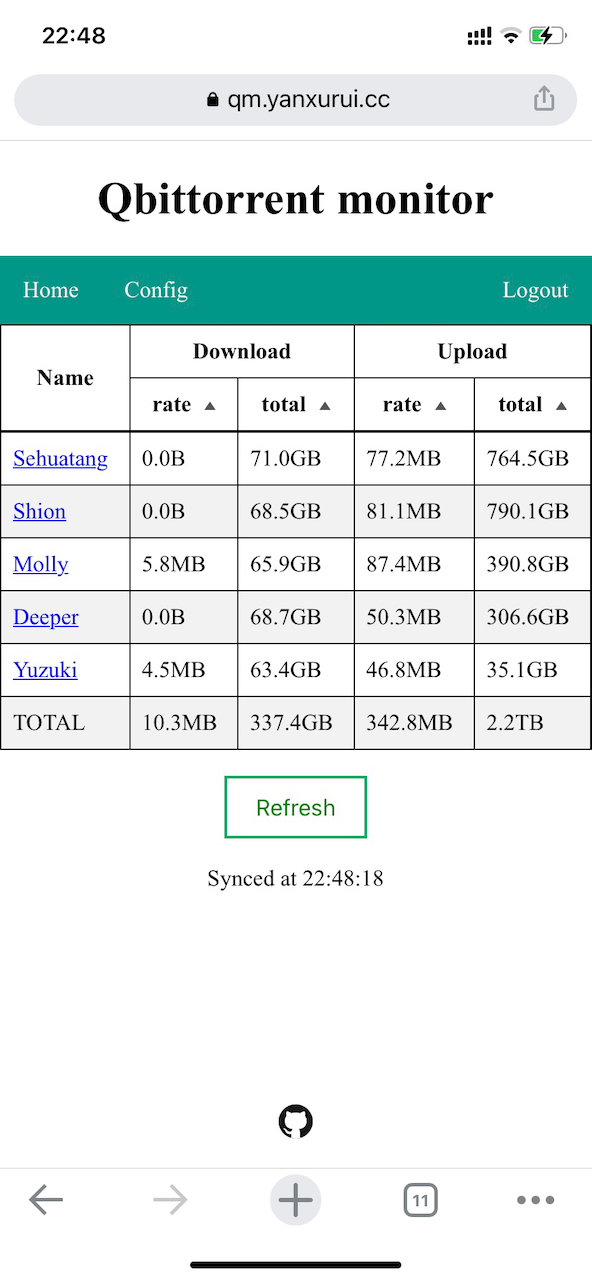 22:48
qm.yanxurui.cc
Qbittorrent monitor
Home Config Logout
Name Download Upload
rate ▲ total ▲ rate ▲ total ▲
Sehuatang 0.0B 71.0GB 77.2MB 764.5GB
Shion 0.0B 68.5GB 81.1MB 790.1GB
Molly 5.8MB 65.9GB 87.4MB 390.8GB
Deeper 0.0B 68.7GB 50.3MB 306.6GB
Yuzuki 4.5MB 63.4GB 46.8MB 35.1GB
TOTAL 10.3MB 337.4GB 342.8MB 2.2TB
Refresh
Synced at 22:48:18
11